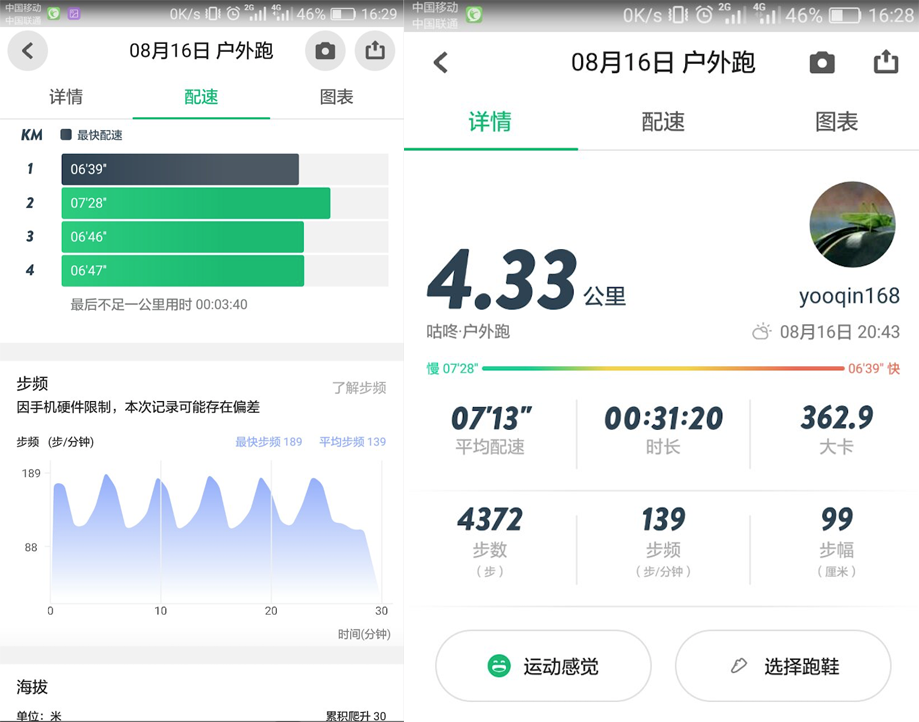 中国移动
中国联通
0K/s 2G 4G 46% 16:29
08月16日 户外跑
详情 配速 图表
KM 最快配速
1 06'39"
2 07'28"
3 06'46"
4 06'47"
最后不足一公里用时 00:03:40
步频 了解步频
因手机硬件限制，本次记录可能存在偏差
步频 (步/分钟) 最快步频 189 平均步频 139
189
88
0 10 20 30
时间(分钟)
海拔
单位：米 累积爬升 30
中国移动
中国联通
0K/s 2G 4G 46% 16:28
08月16日 户外跑
详情 配速 图表
4.33 公里
yooqin168
咕咚·户外跑 08月16日 20:43
慢 07'28" 06'39" 快
07'13" 00:31:20 362.9
平均配速 时长 大卡
4372 139 99
步数 步频 步幅
（步） （步/分钟） （厘米）
运动感觉 选择跑鞋